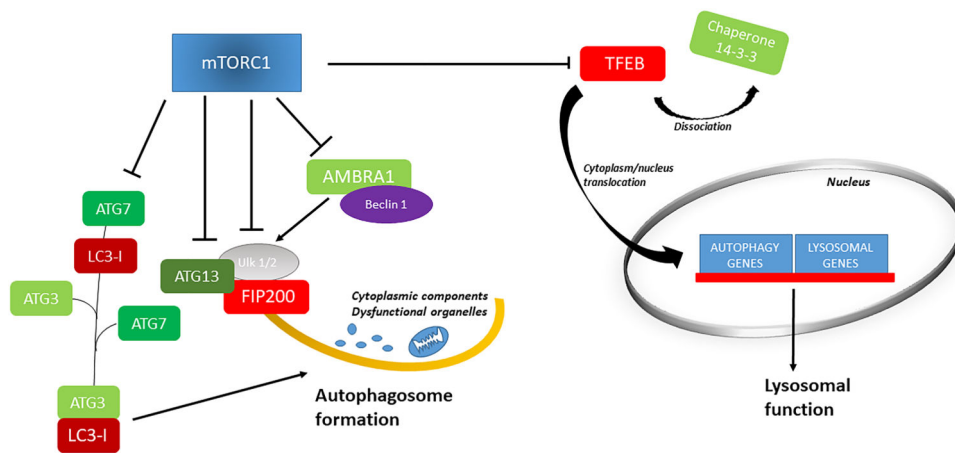 mTORC1
TFEB
Chaperone
14-3-3
Dissociation
AMBRA1
Beclin 1
Cytoplasm/nucleus
translocation
Nucleus
ATG7
LC3-I
ATG3
ATG7
ATG3
LC3-I
ATG13
Ulk 1/2
FIP200
Cytoplasmic components
Dysfunctional organelles
Autophagosome
formation
AUTOPHAGY
GENES
LYSOSOMAL
GENES
Lysosomal
function